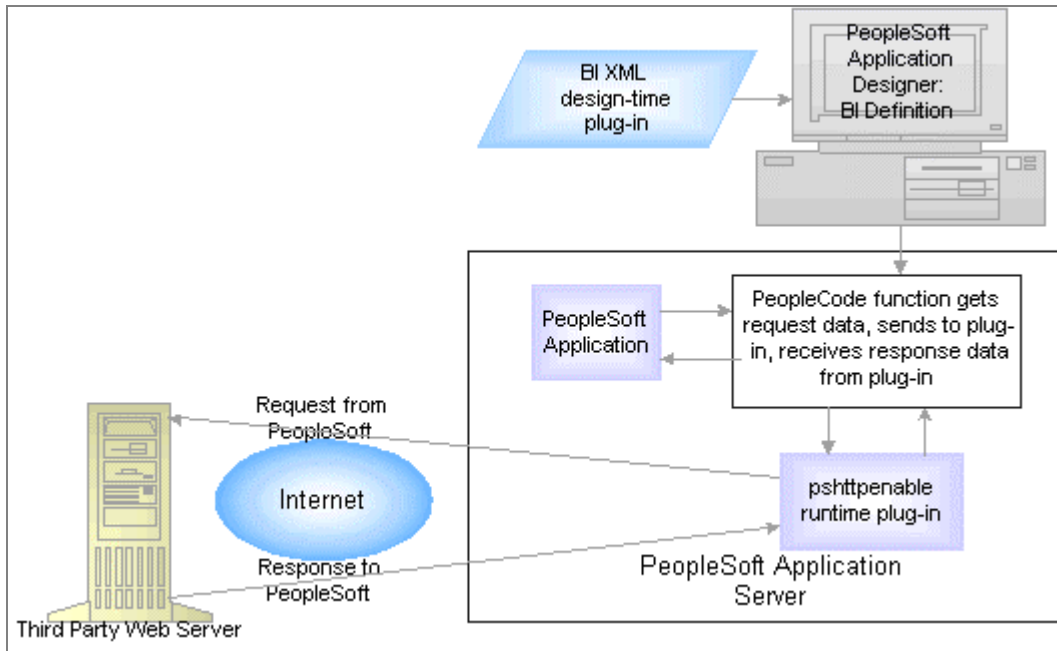 PeopleSoft
Application
Designer:
BI Definition
BI XML
design-time
plug-in
PeopleCode function gets
request data, sends to plug-
in, receives response data
from plug-in
PeopleSoft
Application
Request from
PeopleSoft
Internet
pshttpenable
runtime plug-in
Response to
PeopleSoft
PeopleSoft Application
Server
Third Party Web Server